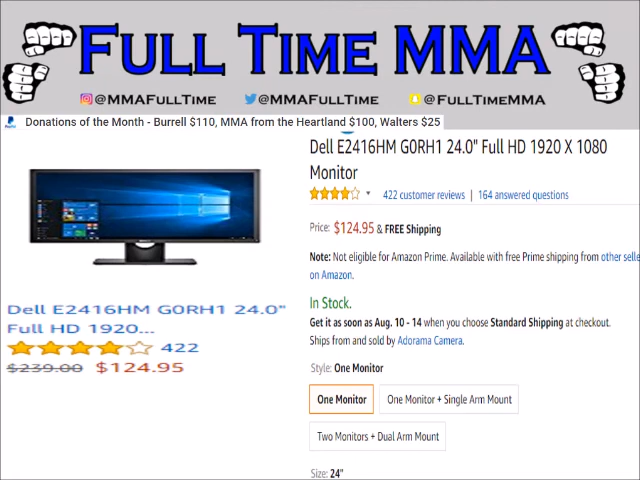 FULL TIME MMA
@MMAFULLTIME @MMAFULLTIME @FULLTIMEMMA
PayPal Donations of the Month - Burrell $110, MMA from the Heartland $100, Walters $25
Dell E2416HM G0RH1 24.0" Full HD 1920 X 1080
Monitor
422 customer reviews | 164 answered questions
Price: $124.95 & FREE Shipping
Note: Not eligible for Amazon Prime. Available with free Prime shipping from other selle
on Amazon.
In Stock.
Get it as soon as Aug. 10 - 14 when you choose Standard Shipping at checkout.
Ships from and sold by Adorama Camera.
Style: One Monitor
One Monitor One Monitor + Single Arm Mount
Two Monitors + Dual Arm Mount
Size: 24"
Dell E2416HM G0RH1 24.0"
Full HD 1920...
422
$239.00 $124.95